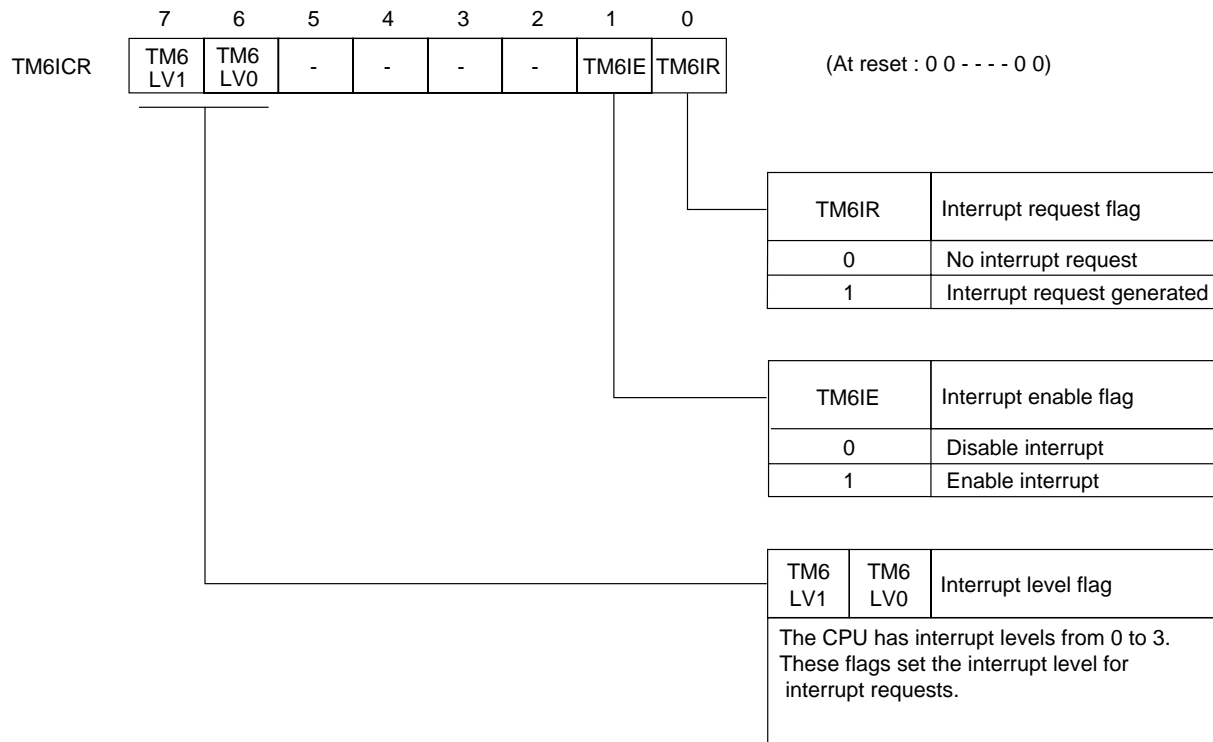 7 6 5 4 3 2 1 0
TM6ICR TM6 LV1 TM6 LV0 - - - - TM6IE TM6IR (At reset : 0 0 - - - - 0 0)
TM6IR Interrupt request flag
0 No interrupt request
1 Interrupt request generated
TM6IE Interrupt enable flag
0 Disable interrupt
1 Enable interrupt
TM6 LV1 TM6 LV0 Interrupt level flag
The CPU has interrupt levels from 0 to 3.
These flags set the interrupt level for
interrupt requests.